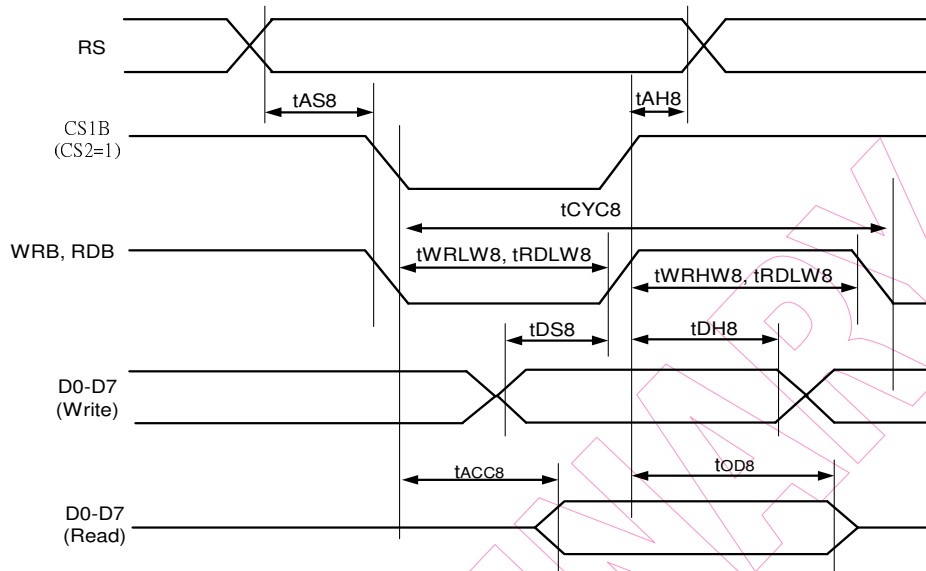 RS
tAS8
tAH8
CS1B
(CS2=1)
tCYC8
WRB, RDB
tWRLW8, tRDLW8
tWRHW8, tRDLW8
tDS8
tDH8
D0-D7
(Write)
tACC8
tOD8
D0-D7
(Read)